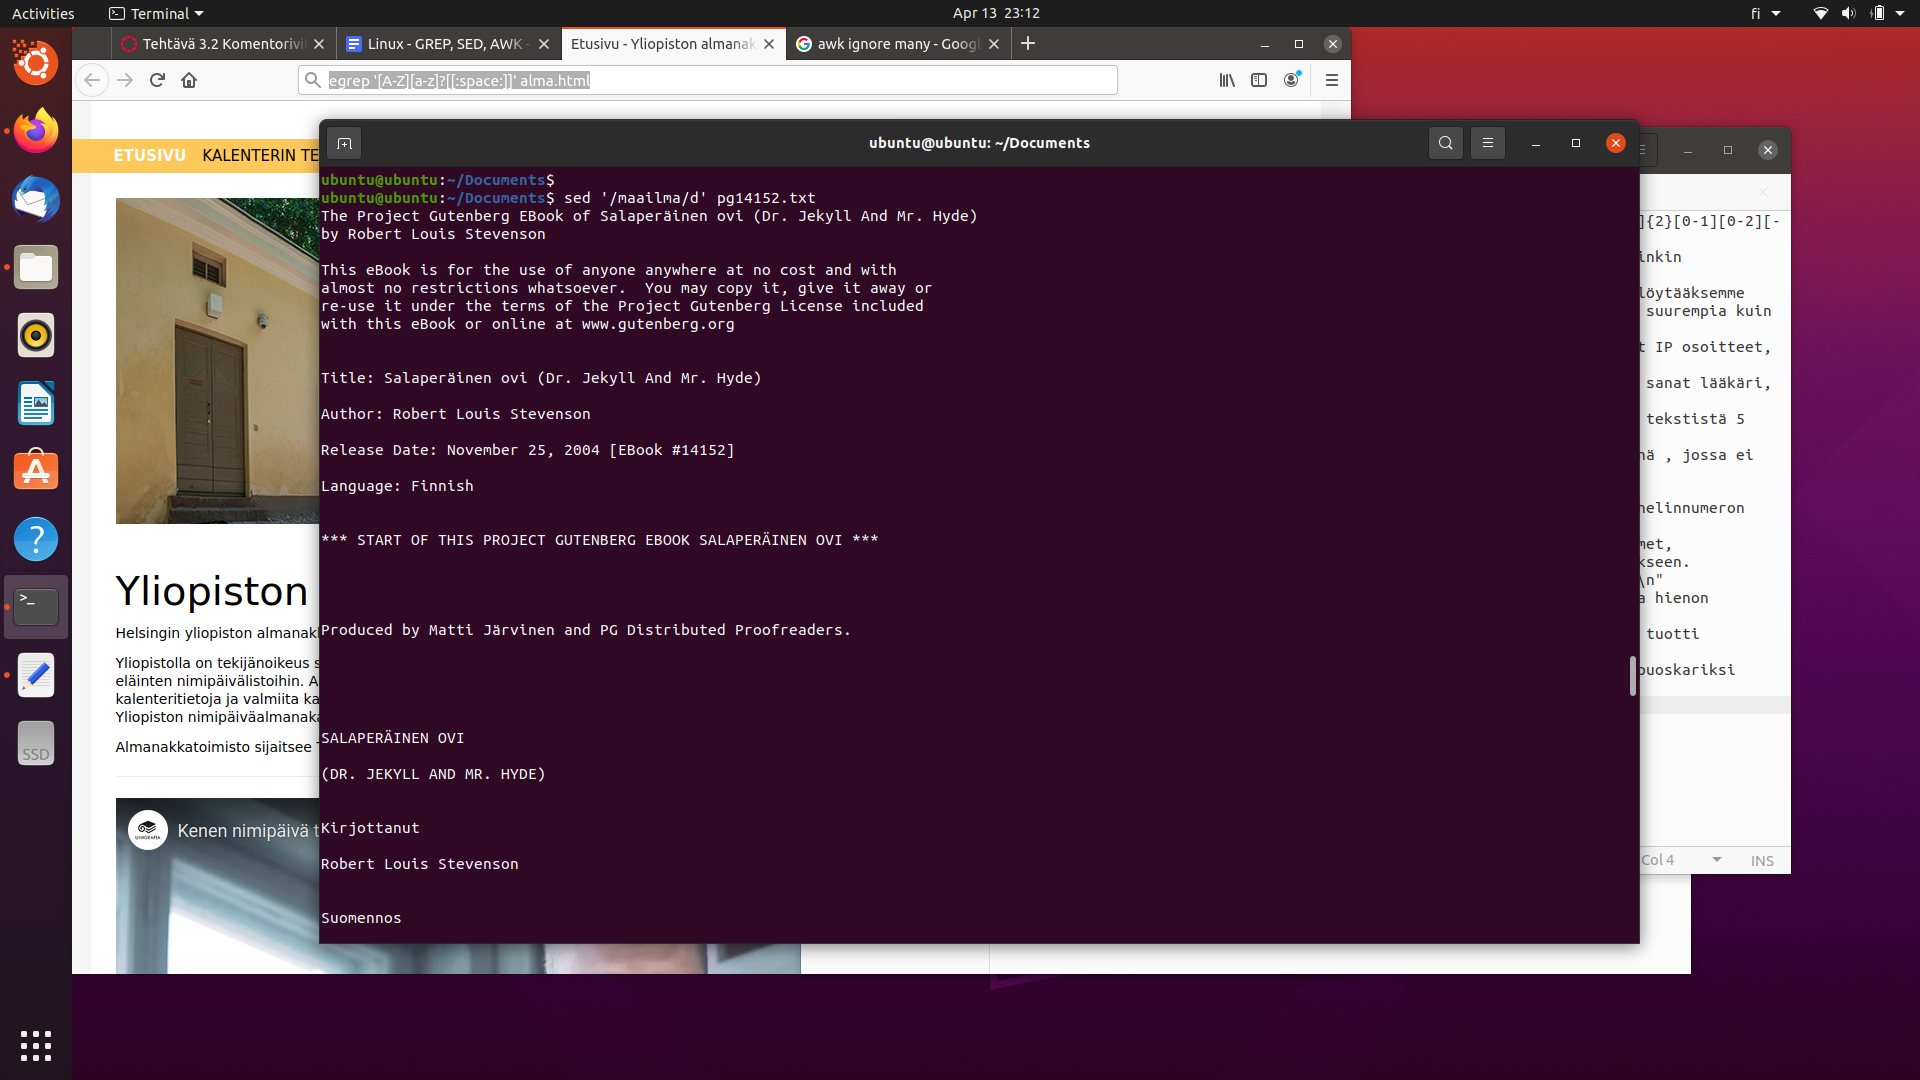 Activities
Terminal
Apr 13 23:12
fi
Tehtävä 3.2 Komentorivi
Linux - GREP, SED, AWK -
Etusivu - Yliopiston almanak
awk ignore many - Googl
egrep '[A-Z][a-z]?[[:space:]]' alma.html
ETUSIVU KALENTERIN TE
ubuntu@ubuntu: ~/Documents
ubuntu@ubuntu:~/Documents$
ubuntu@ubuntu:~/Documents$ sed '/maailma/d' pg14152.txt
The Project Gutenberg EBook of Salaperäinen ovi (Dr. Jekyll And Mr. Hyde)
by Robert Louis Stevenson
This eBook is for the use of anyone anywhere at no cost and with
almost no restrictions whatsoever.  You may copy it, give it away or
re-use it under the terms of the Project Gutenberg License included
with this eBook or online at www.gutenberg.org
Title: Salaperäinen ovi (Dr. Jekyll And Mr. Hyde)
Author: Robert Louis Stevenson
Release Date: November 25, 2004 [EBook #14152]
Language: Finnish
*** START OF THIS PROJECT GUTENBERG EBOOK SALAPERÄINEN OVI ***
Produced by Matti Järvinen and PG Distributed Proofreaders.
SALAPERÄINEN OVI
(DR. JEKYLL AND MR. HYDE)
Kirjottanut
Robert Louis Stevenson
Suomennos
]{2}[0-1][0-2][-
inkin
löytääksemme
suurempia kuin
t IP osoitteet,
sanat lääkäri,
tekstistä 5
nä , jossa ei
helinnumeron
met,
kseen.
\n"
a hienon
tuotti
puoskariksi
Col 4
INS
Yliopiston
Helsingin yliopiston almanak
Yliopistolla on tekijänoikeus s
eläinten nimipäivälistoihin. A
kalenteritietoja ja valmiita ka
Yliopiston nimipäiväalmanaka
Almanakkatoimisto sijaitsee T
UNIGRAFIA
Kenen nimipäivä t
SSD